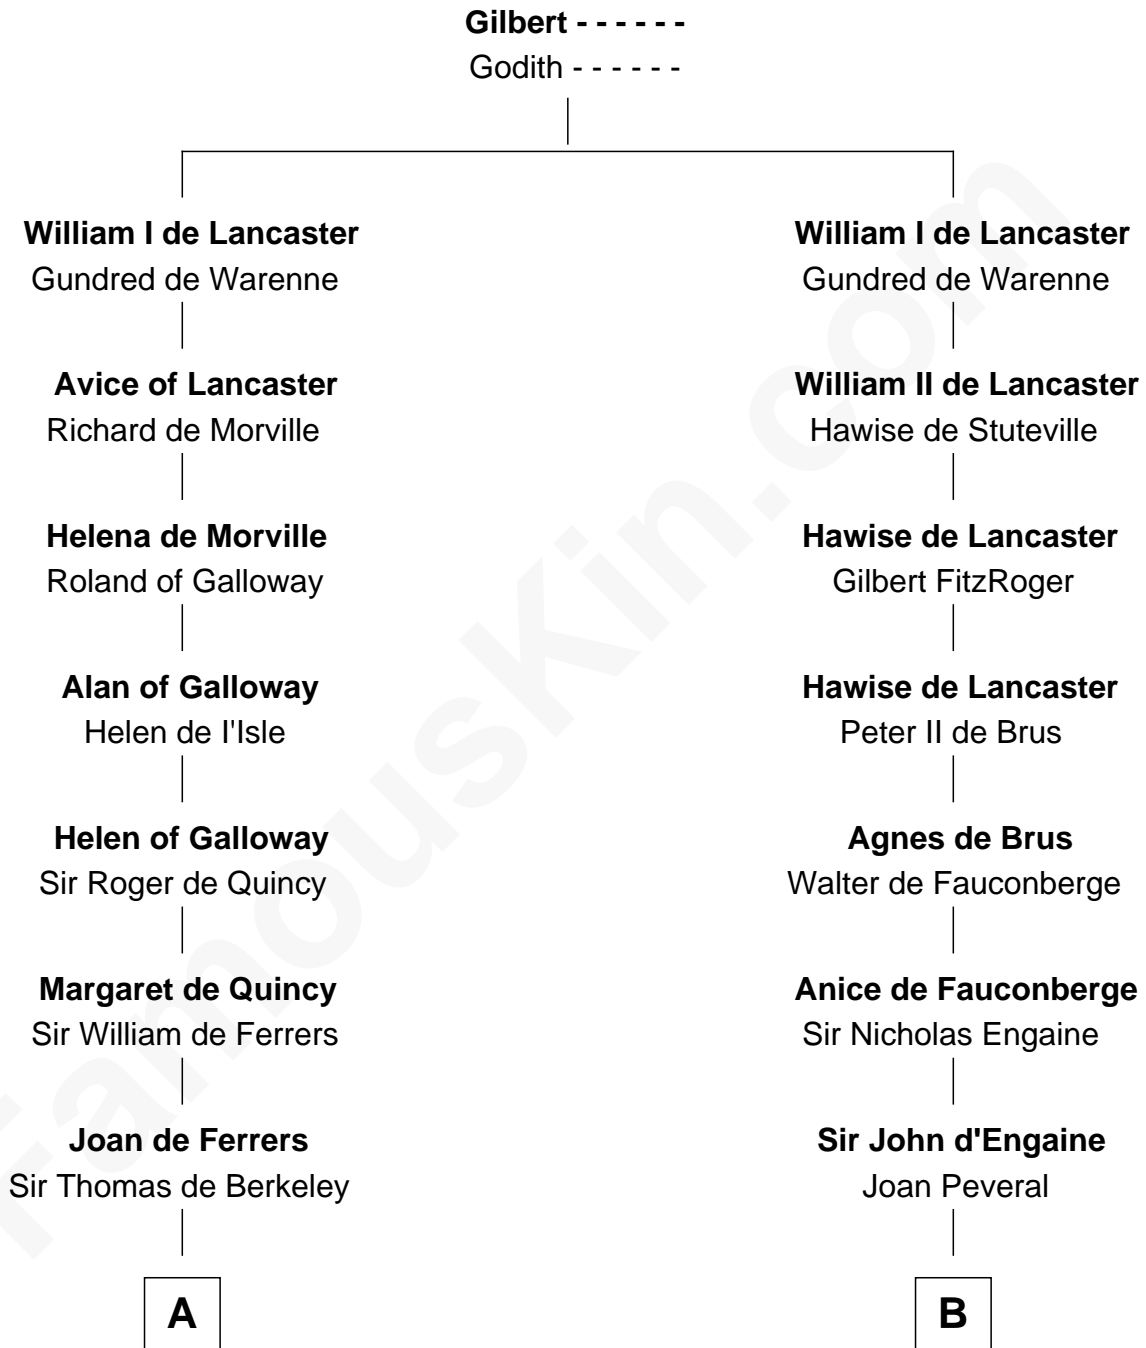 Gilbert - - - - - -
Godith - - - - - -
William I de Lancaster
Gundred de Warenne
William I de Lancaster
Gundred de Warenne
Avice of Lancaster
Richard de Morville
William II de Lancaster
Hawise de Stuteville
Helena de Morville
Roland of Galloway
Hawise de Lancaster
Gilbert FitzRoger
Alan of Galloway
Helen de I'Isle
Hawise de Lancaster
Peter II de Brus
Helen of Galloway
Sir Roger de Quincy
Agnes de Brus
Walter de Fauconberge
Margaret de Quincy
Sir William de Ferrers
Anice de Fauconberge
Sir Nicholas Engaine
Joan de Ferrers
Sir Thomas de Berkeley
Sir John d'Engaine
Joan Peveral
A
B
FamousKin.com